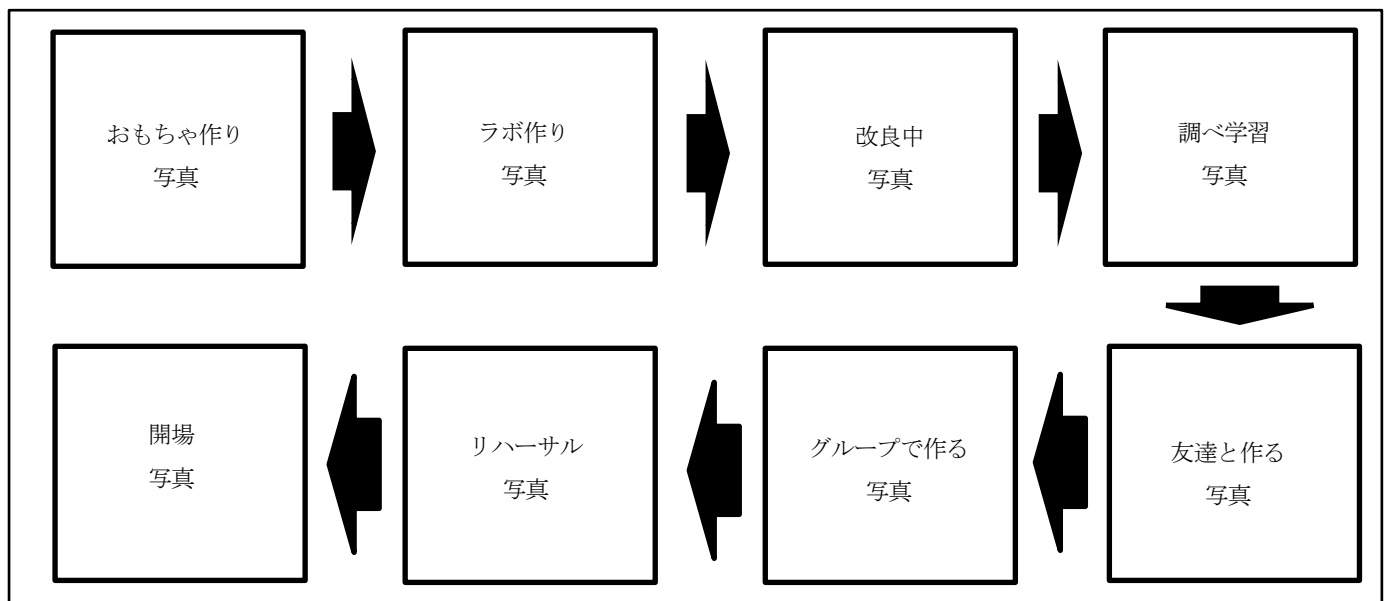 おもちゃ作り
写真
ラボ作り
写真
改良中
写真
調べ学習
写真
友達と作る
写真
グループで作る
写真
リハーサル
写真
開場
写真